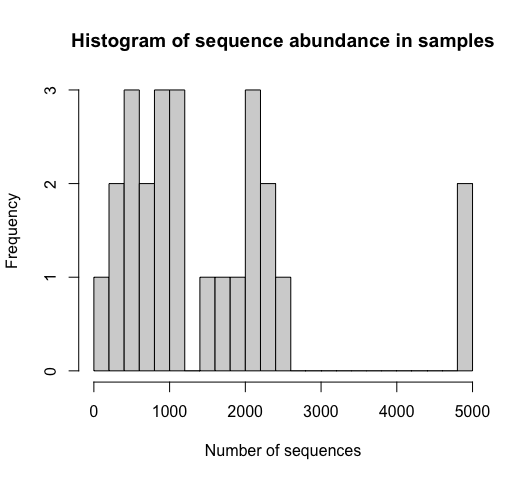 Histogram of sequence abundance in samples
Frequency
3
2
1
0
0 1000 2000 3000 4000 5000
Number of sequences